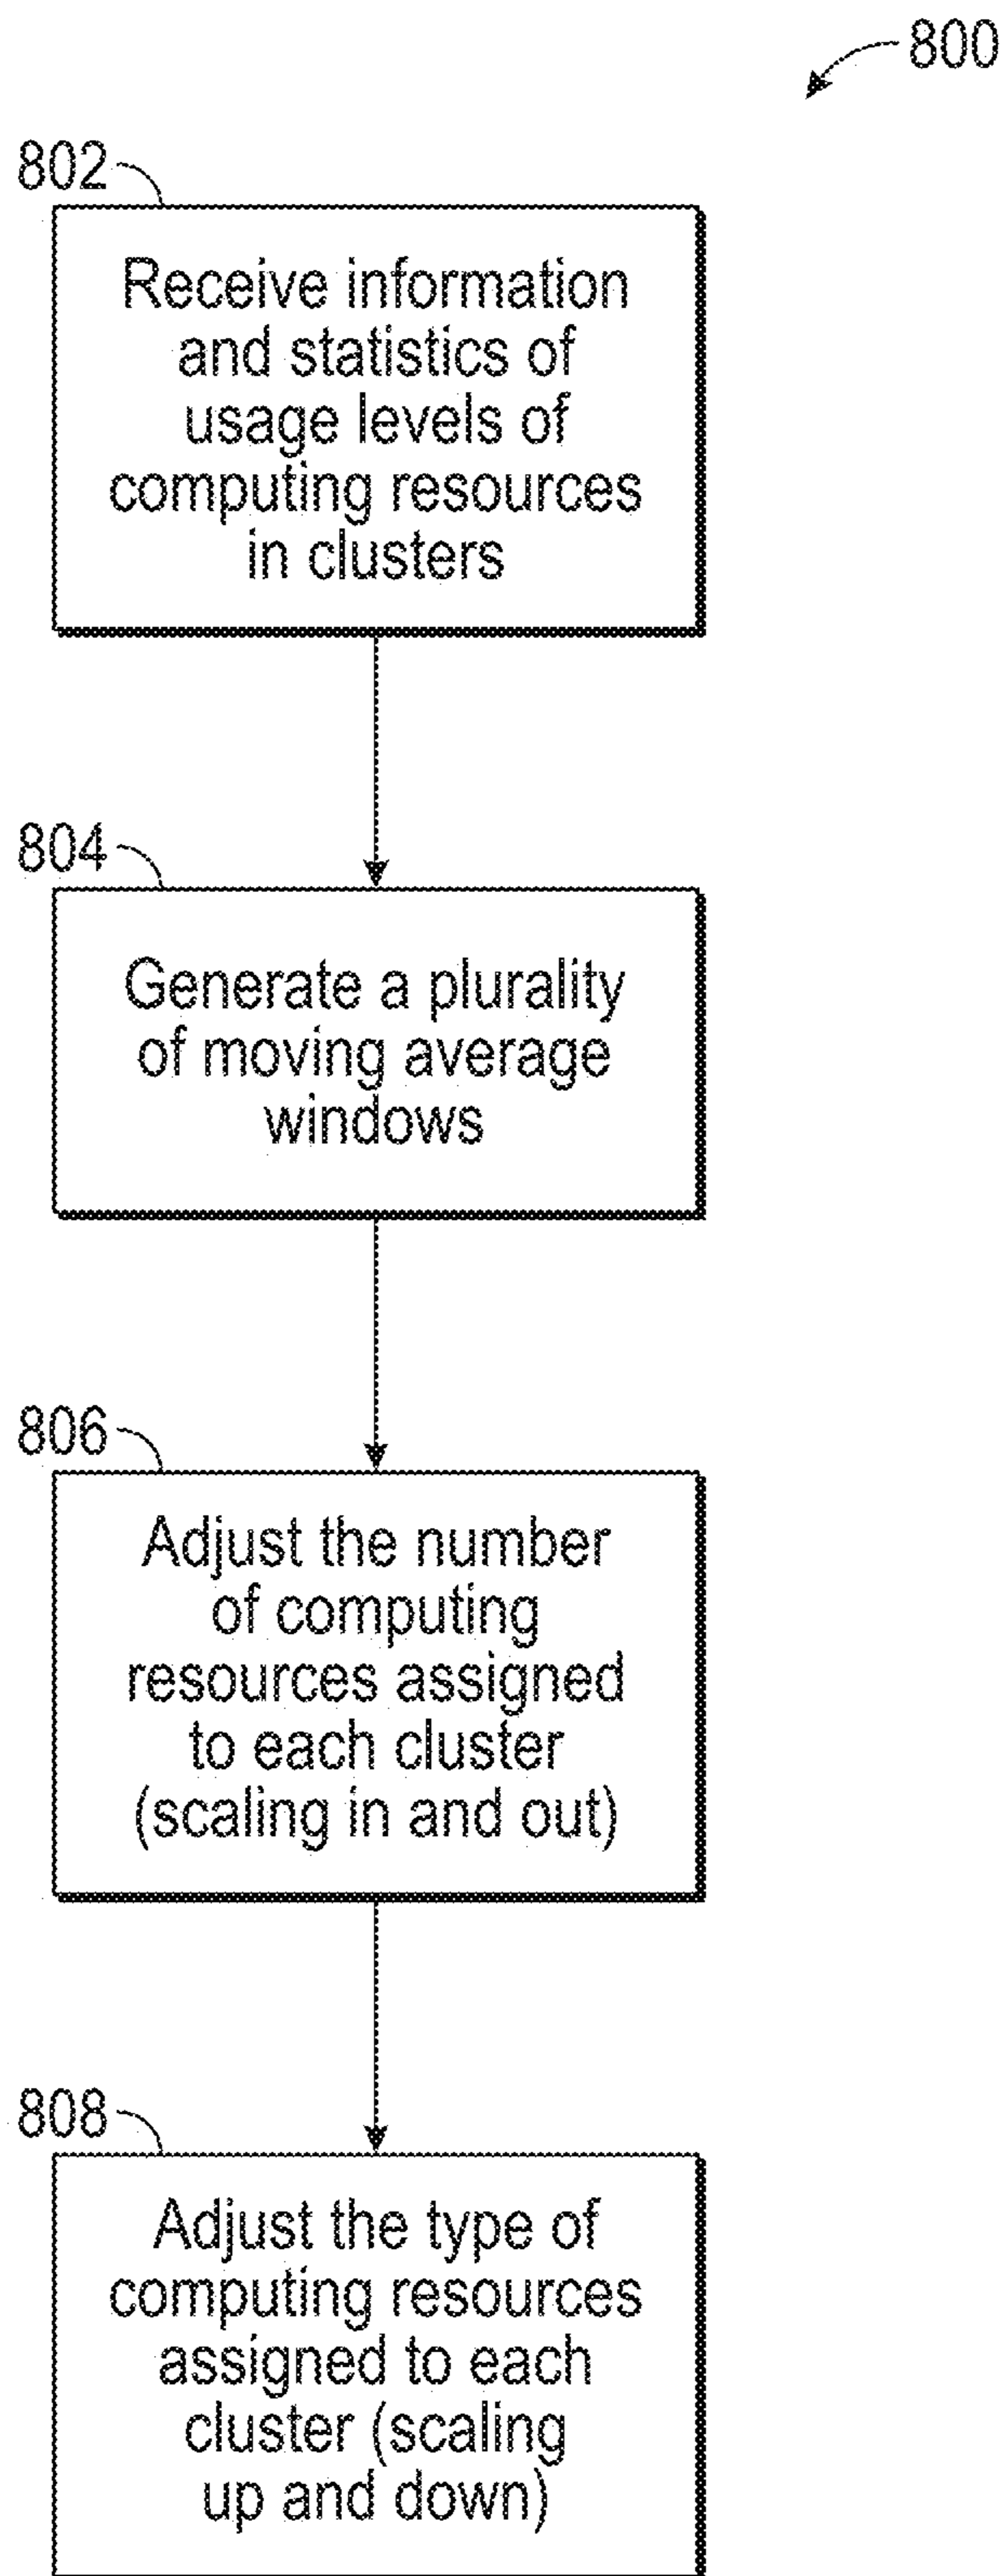 800
802
Receive information
and statistics of
usage levels of
computing resources
in clusters
804
Generate a plurality
of moving average
windows
806
Adjust the number
of computing
resources assigned
to each cluster
(scaling in and out)
808
Adjust the type of
computing resources
assigned to each
cluster (scaling
up and down)